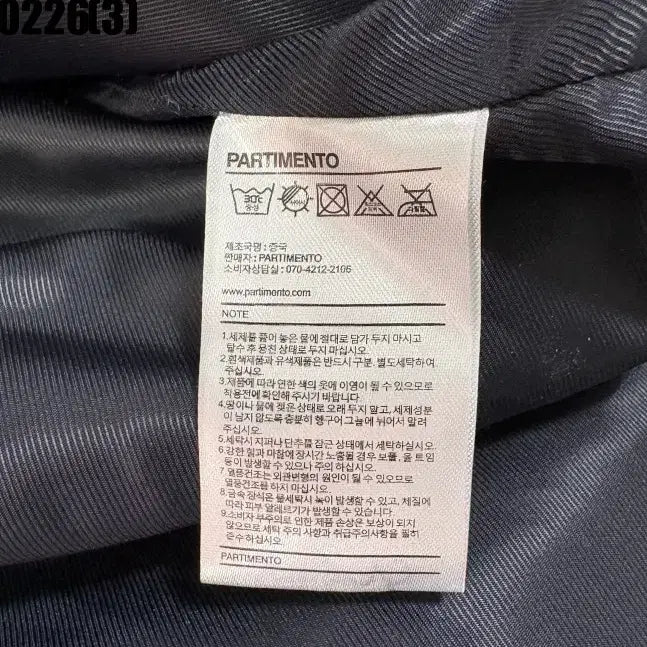 0226(3)
PARTIMENTO
30℃
중성
제조국명 : 중국
판매자 : PARTIMENTO
소비자상담실 : 070-4212-2106
www.partimento.com
NOTE
1.세제를 풀어 놓은 물에 절대로 담가 두지 마시고
탈수 후 뭉친 상태로 두지 마십시오.
2.흰색제품과 유색제품은 반드시 구분, 별도세탁하여
주십시오.
3.제품에 따라 연한 색의 옷에 이염이 될 수 있으므로
착용전에 확인해 주시기 바랍니다.
4.땀이나 물에 젖은 상태로 오래 두지 말고, 세제성분
이 남지 않도록 충분히 헹구어 그늘에 뉘어서 말려
주십시오.
5.세탁시 지퍼나 단추를 잠근 상태에서 세탁하십시오.
6.강한 힘과 마찰에 장시간 노출될 경우 보풀, 올 트임
등이 발생할 수 있으니 주의 하십시오.
7.열풍건조는 외관변형의 원인이 될 수 있으므로
열풍건조를 하지 마십시오.
8.금속 장식은 물세탁시 녹이 발생할 수 있고, 체질에
따라 피부 알레르기가 발생할 수 있습니다.
9.소비자 부주의로 인한 제품 손상은 보상이 되지
않으므로 세탁 주의 사항과 취급주의사항을 필히
준수하십시오.
PARTIMENTO